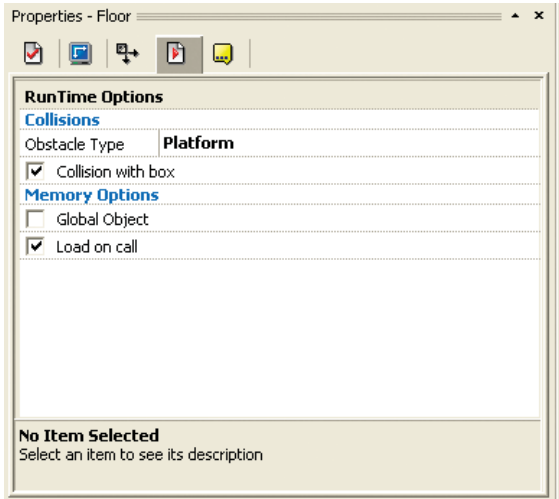 Properties - Floor
RunTime Options
Collisions
Obstacle Type Platform
Collision with box
Memory Options
Global Object
Load on call
No Item Selected
Select an item to see its description